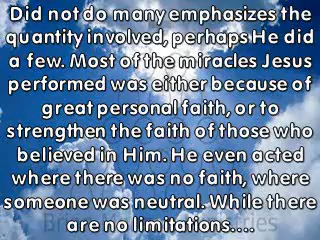 Did not do many emphasizes the
quantity involved, perhaps He did
a few. Most of the miracles Jesus
performed was either because of
great personal faith, or to
strengthen the faith of those who
believed in Him. He even acted
where there was no faith, where
someone was neutral. While there
are no limitations....